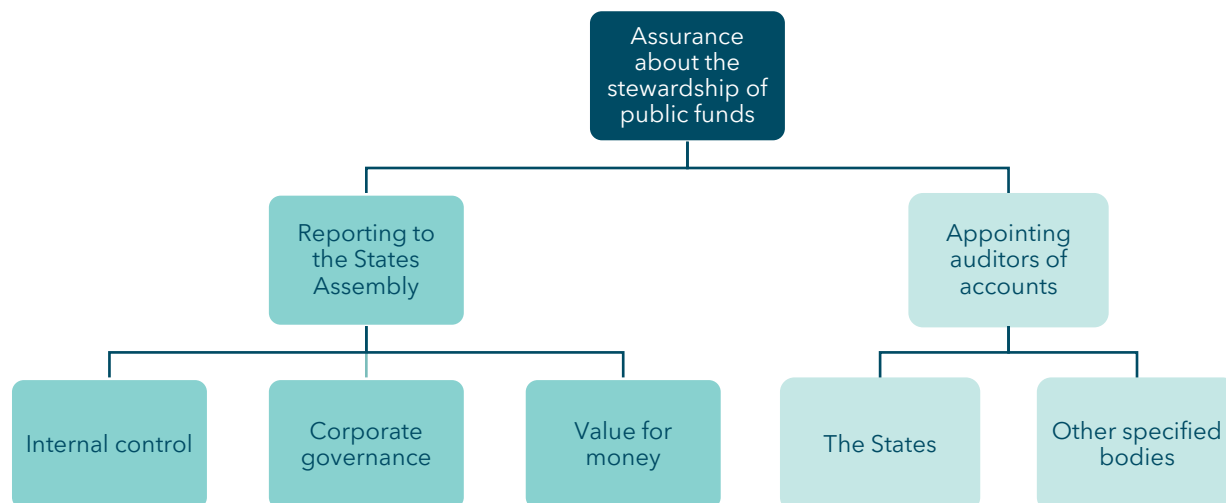 Assurance
about the
stewardship of
public funds
Reporting to
the States
Assembly
Appointing
auditors of
accounts
Internal control
Corporate
governance
Value for
money
The States
Other specified
bodies